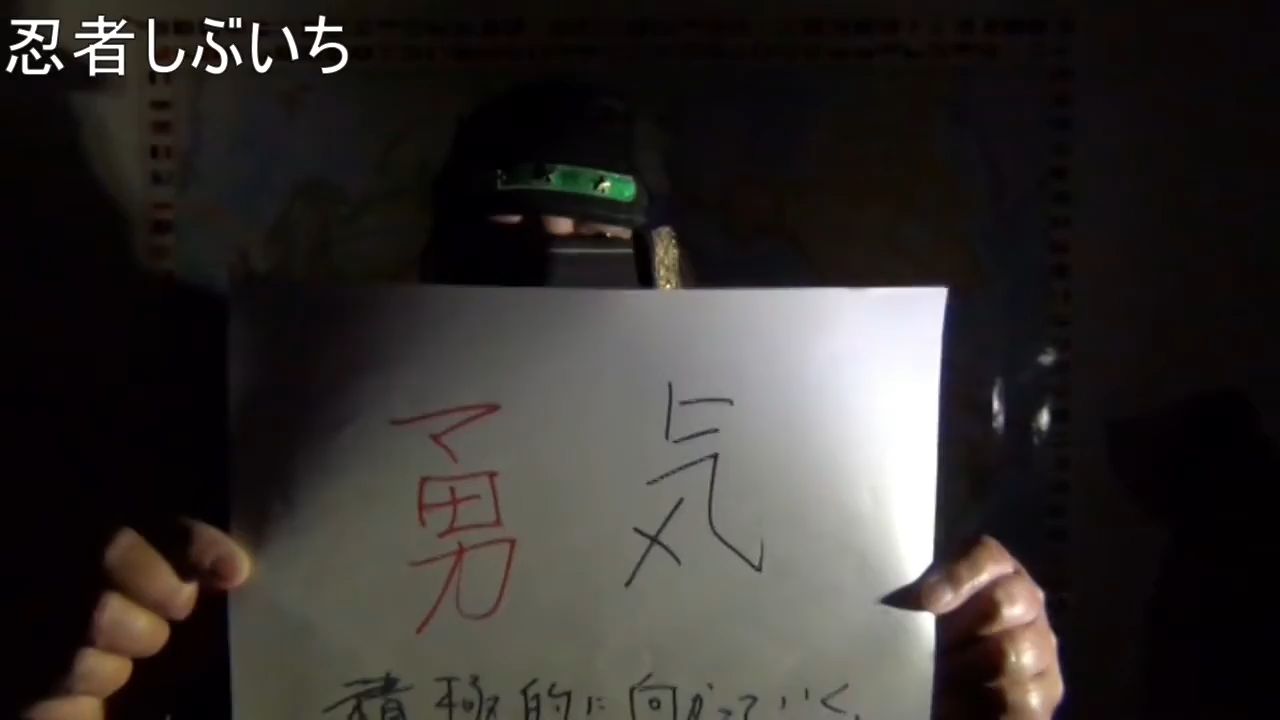 忍者しぶいち
勇気
積極的に向かっていく